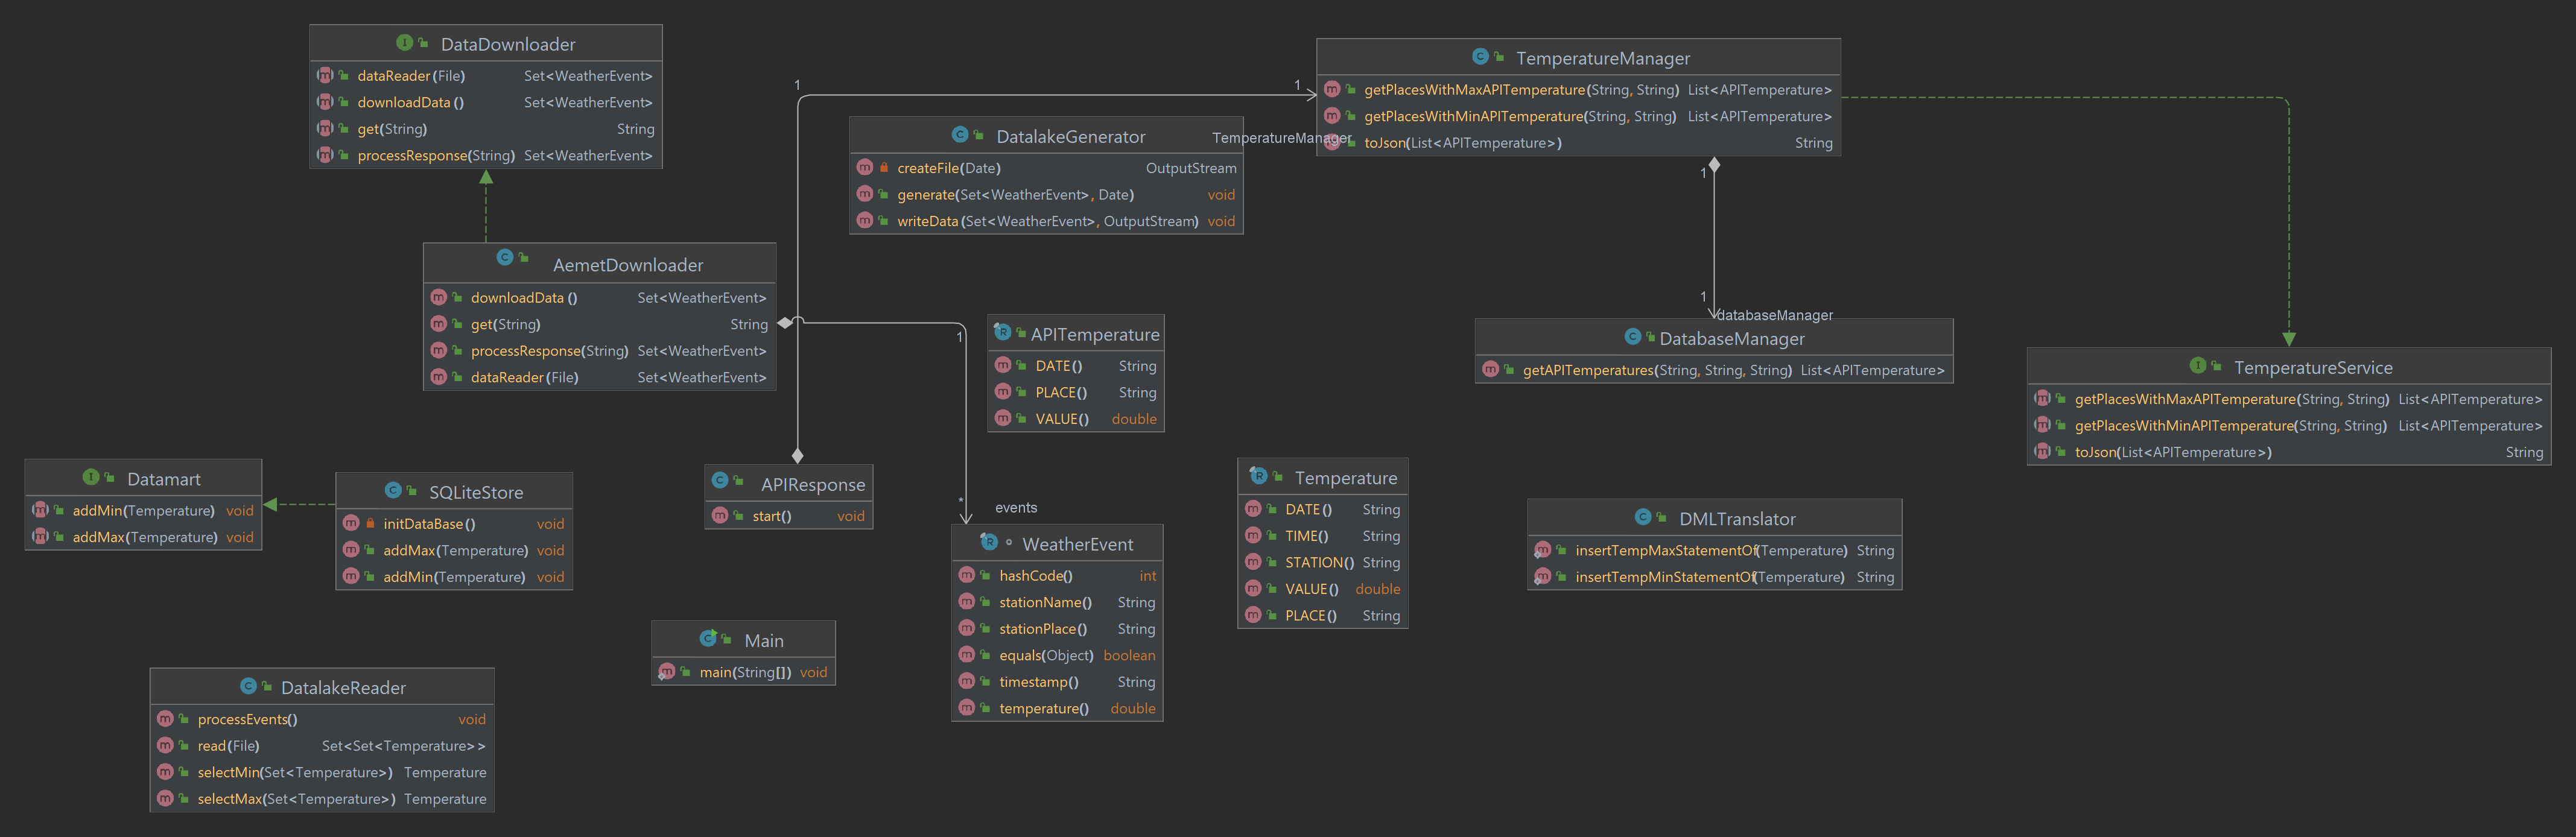 DataDownloader
dataReader(File) Set<WeatherEvent>
downloadData() Set<WeatherEvent>
get(String) String
processResponse(String) Set<WeatherEvent>
1
1
TemperatureManager
getPlacesWithMaxAPITemperature(String, String) List<APITemperature>
getPlacesWithMinAPITemperature(String, String) List<APITemperature>
toJson(List<APITemperature>) String
TemperatureManager
DatalakeGenerator
createFile(Date) OutputStream
generate(Set<WeatherEvent>, Date) void
writeData(Set<WeatherEvent>, OutputStream) void
1
1
databaseManager
AemetDownloader
downloadData() Set<WeatherEvent>
get(String) String
processResponse(String) Set<WeatherEvent>
dataReader(File) Set<WeatherEvent>
1
*
events
APITemperature
DATE() String
PLACE() String
VALUE() double
DatabaseManager
getAPITemperatures(String, String, String) List<APITemperature>
TemperatureService
getPlacesWithMaxAPITemperature(String, String) List<APITemperature>
getPlacesWithMinAPITemperature(String, String) List<APITemperature>
toJson(List<APITemperature>) String
Datamart
addMin(Temperature) void
addMax(Temperature) void
SQLiteStore
initDataBase() void
addMax(Temperature) void
addMin(Temperature) void
APIResponse
start() void
WeatherEvent
hashCode() int
stationName() String
stationPlace() String
equals(Object) boolean
timestamp() String
temperature() double
Temperature
DATE() String
TIME() String
STATION() String
VALUE() double
PLACE() String
DMLTranslator
insertTempMaxStatementOf(Temperature) String
insertTempMinStatementOf(Temperature) String
Main
main(String[]) void
DatalakeReader
processEvents() void
read(File) Set<Set<Temperature>>
selectMin(Set<Temperature>) Temperature
selectMax(Set<Temperature>) Temperature